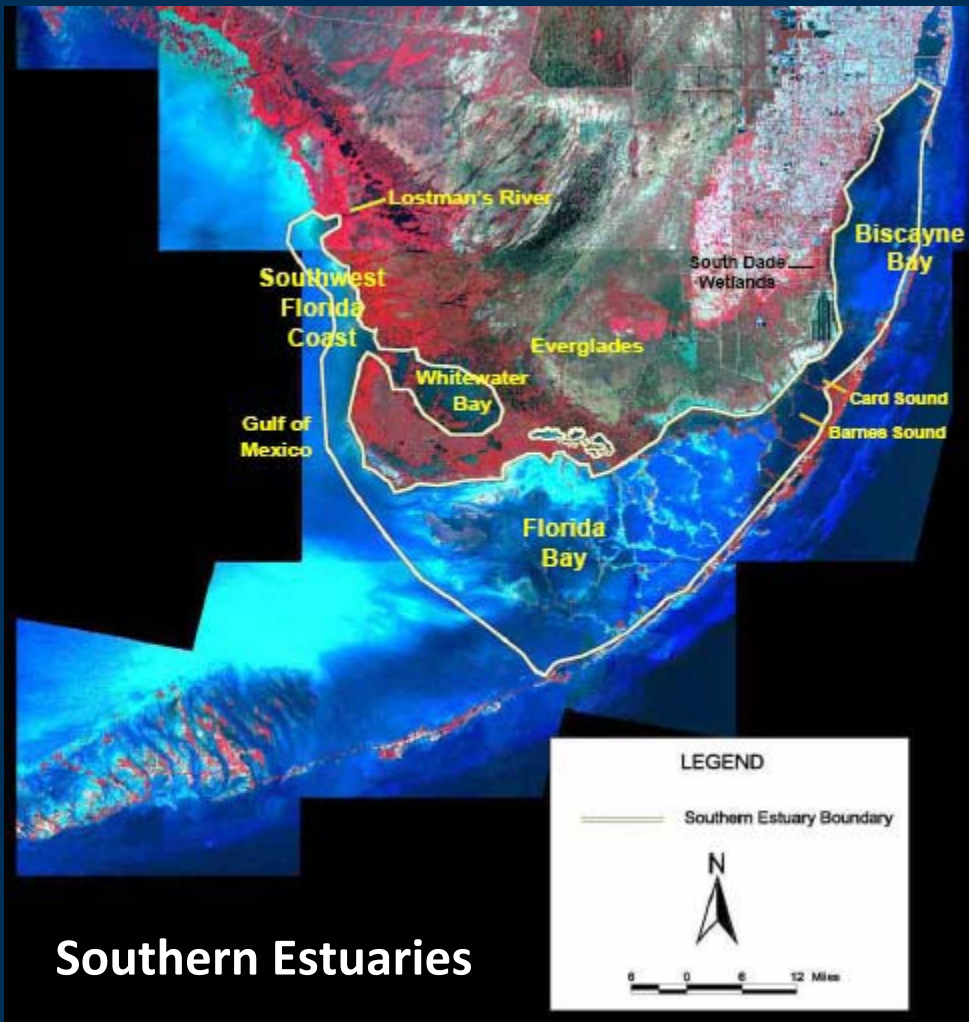 Lostman's River
Biscayne
Bay
South Dade
Wetlands
Southwest
Florida
Coast
Everglades
Whitewater
Bay
Card Sound
Gulf of
Mexico
Barnes Sound
Florida
Bay
LEGEND
Southern Estuary Boundary
N
6 0 6 12 Miles
Southern Estuaries